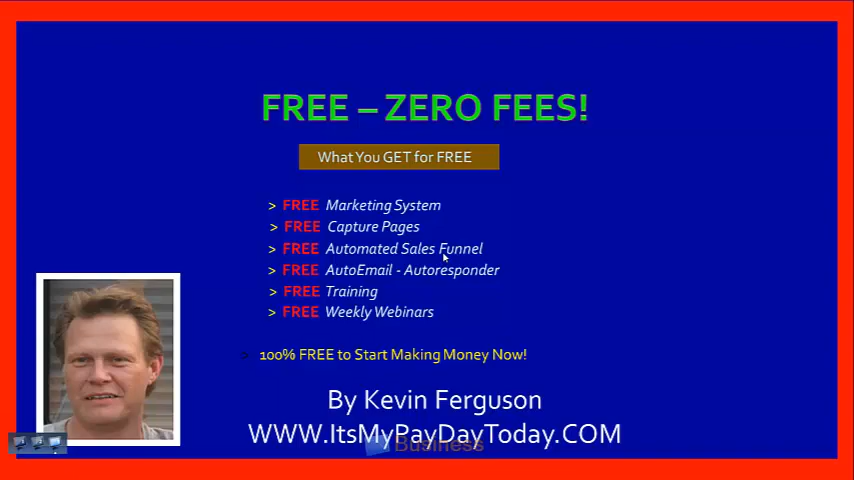 FREE – ZERO FEES!
What You GET for FREE
> FREE Marketing System
> FREE Capture Pages
> FREE Automated Sales Funnel
> FREE AutoEmail - Autoresponder
> FREE Training
> FREE Weekly Webinars
> 100% FREE to Start Making Money Now!
By Kevin Ferguson
WWW.ItsMyPayDayToday.COM
Business